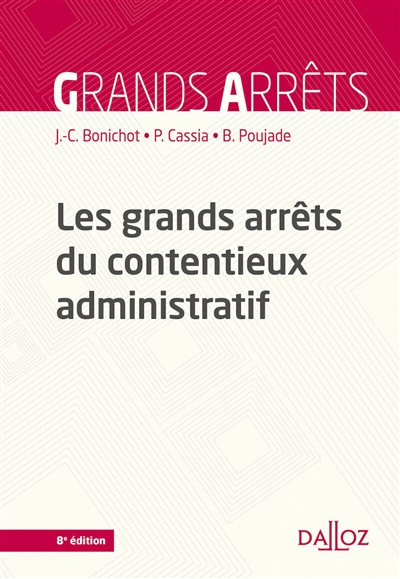 GRANDS ARRÊTS
J.-C. Bonichot • P. Cassia • B. Poujade
Les grands arrêts
du contentieux
administratif
8e édition
DALLOZ